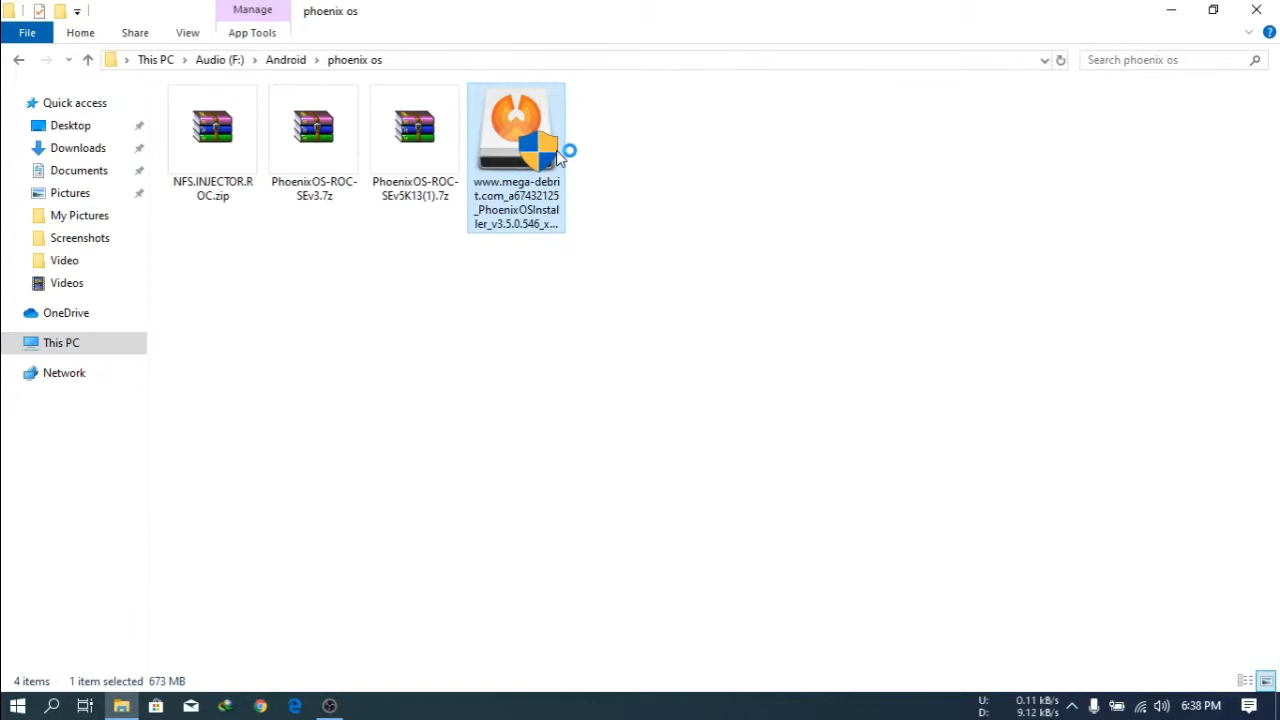 Manage
phoenix os
File
Home
Share
View
App Tools
This PC
Audio (F:)
Android
phoenix os
Search phoenix os
Quick access
Desktop
Downloads
Documents
Pictures
My Pictures
Screenshots
Video
Videos
OneDrive
This PC
Network
NFS.INJECTOR.R
OC.zip
PhoenixOS-ROC-
SEv3.7z
PhoenixOS-ROC-
SEv5K13(1).7z
www.mega-debri
t.com_a67432125
_PhoenixOSInstal
ler_v3.5.0.546_x...
4 items
1 item selected 673 MB
U: 0.11 kB/s
D: 9.12 kB/s
6:38 PM